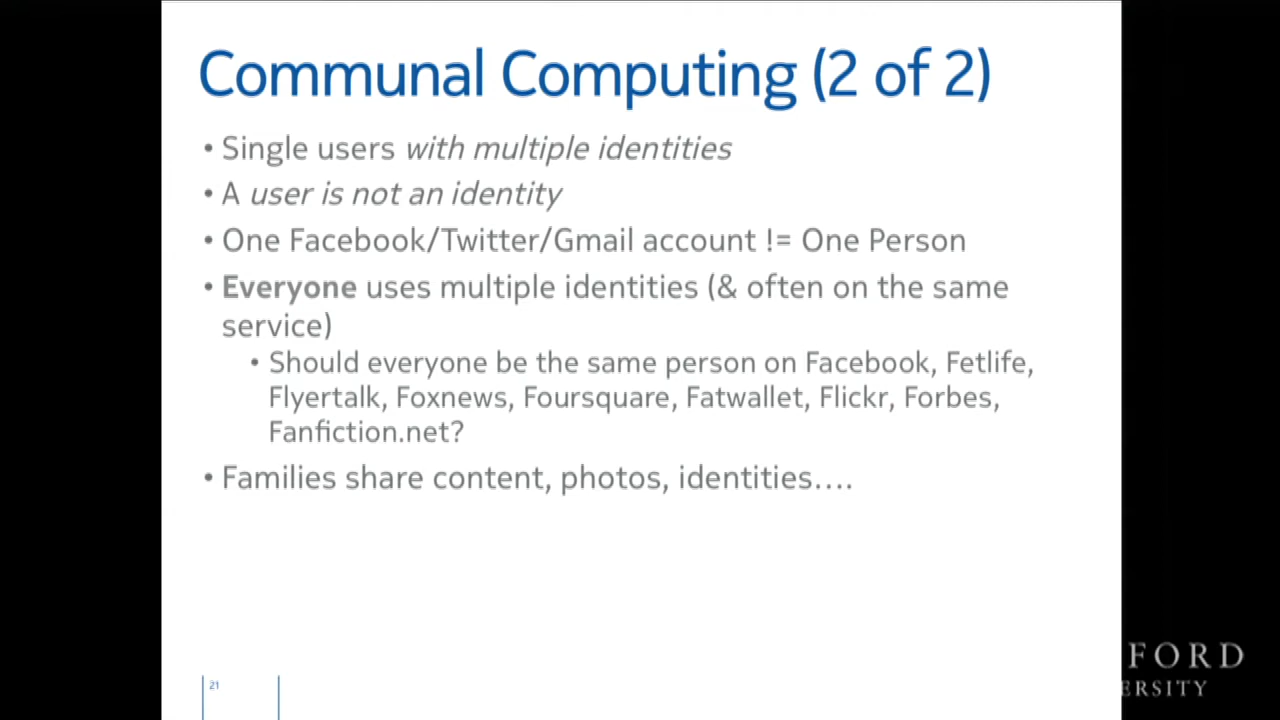 Communal Computing (2 of 2)
• Single users with multiple identities
• A user is not an identity
• One Facebook/Twitter/Gmail account != One Person
• Everyone uses multiple identities (& often on the same
service)
• Should everyone be the same person on Facebook, Fetlife,
Flyertalk, Foxnews, Foursquare, Fatwallet, Flickr, Forbes,
Fanfiction.net?
• Families share content, photos, identities....
21
FORD
ERSITY